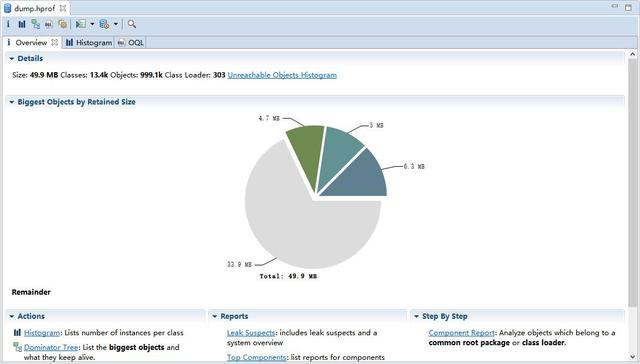 dump.hprof
Overview Histogram OQL
Details
Size: 49.9 MB Classes: 13.4k Objects: 999.1k Class Loader: 303 Unreachable Objects Histogram
Biggest Objects by Retained Size
4.7 MB
5 MB
6.3 MB
33.9 MB
Total: 49.9 MB
Remainder
Actions
Histogram: Lists number of instances per class
Dominator Tree: List the biggest objects and
what they keep alive.
Reports
Leak Suspects: includes leak suspects and a
system overview
Top Components: list reports for components
Step By Step
Component Report: Analyze objects which belong to a
common root package or class loader.